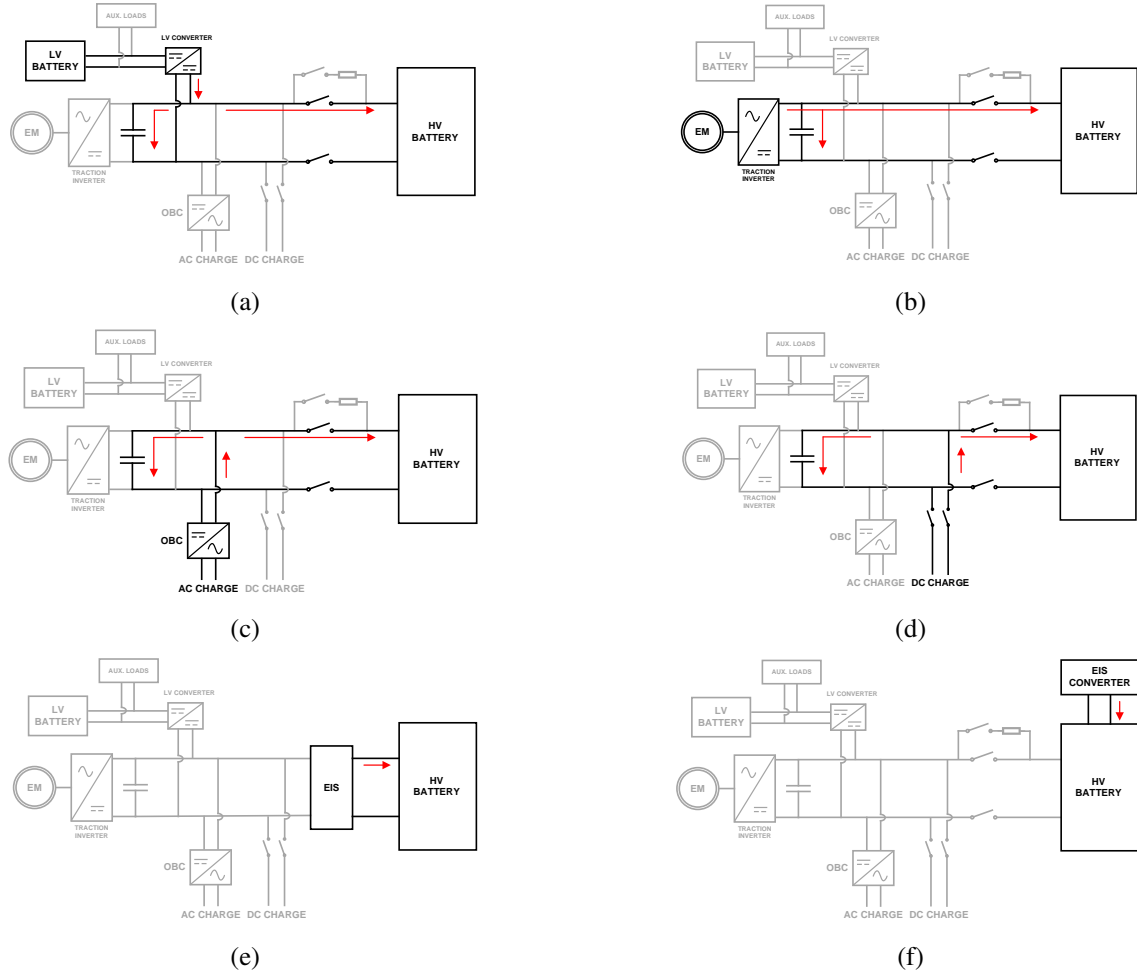 AUX. LOADS
LV CONVERTER
LV
BATTERY
HV
BATTERY
EM
TRACTION
INVERTER
OBC
AC CHARGE DC CHARGE
(a)
AUX. LOADS
LV CONVERTER
LV
BATTERY
HV
BATTERY
EM
TRACTION
INVERTER
OBC
AC CHARGE DC CHARGE
(b)
AUX. LOADS
LV CONVERTER
LV
BATTERY
HV
BATTERY
EM
TRACTION
INVERTER
OBC
AC CHARGE DC CHARGE
(c)
AUX. LOADS
LV CONVERTER
LV
BATTERY
HV
BATTERY
EM
TRACTION
INVERTER
OBC
AC CHARGE DC CHARGE
(d)
AUX. LOADS
LV CONVERTER
LV
BATTERY
EIS
HV
BATTERY
EM
TRACTION
INVERTER
OBC
AC CHARGE DC CHARGE
(e)
AUX. LOADS
EIS
CONVERTER
LV CONVERTER
LV
BATTERY
HV
BATTERY
EM
TRACTION
INVERTER
OBC
AC CHARGE DC CHARGE
(f)